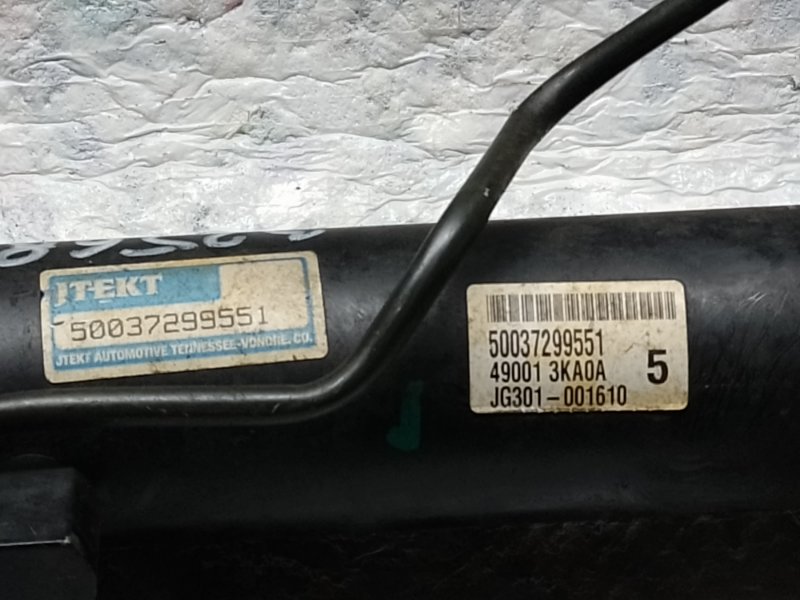 JTEKT
50037299551
JTEKT AUTOMOTIVE TENNESSEE-VONORE, CO.
50037299551
49001 3KA0A 5
JG301-001610